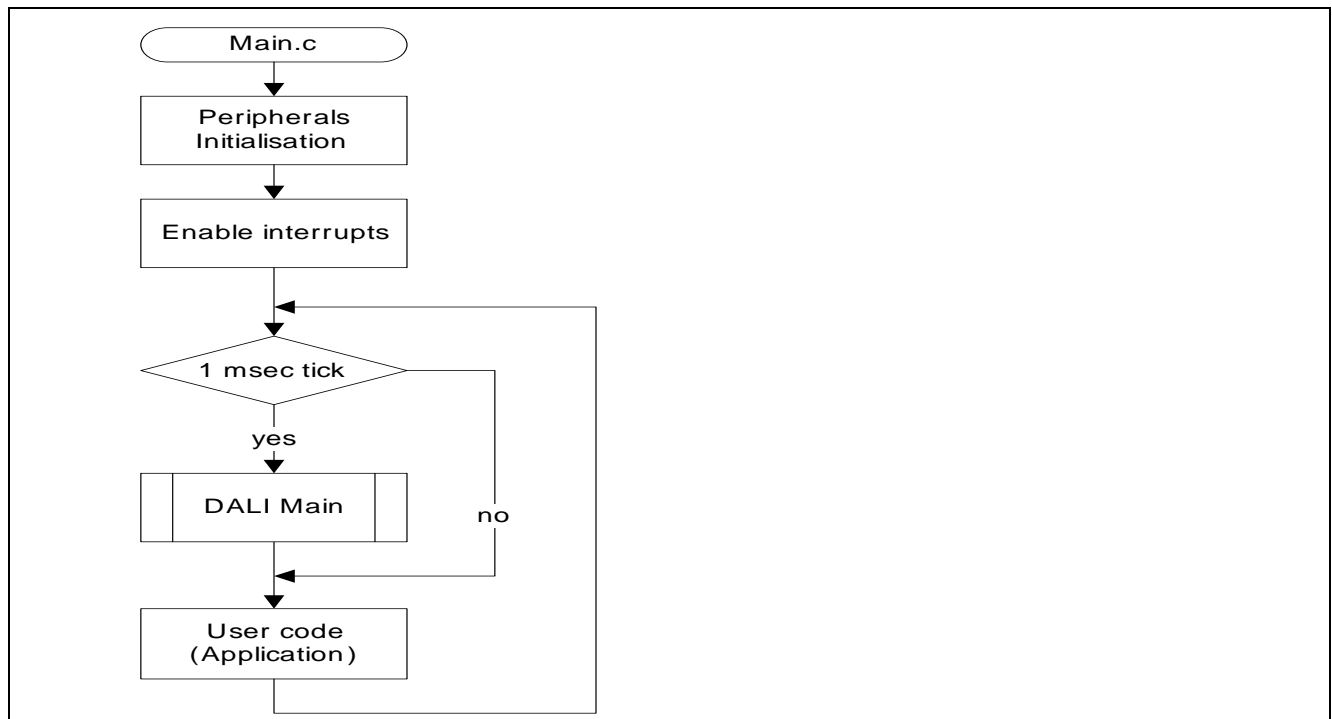 Main.c
Peripherals
Initialisation
Enable interrupts
1 msec tick
yes
DALI Main
no
User code
(Application)